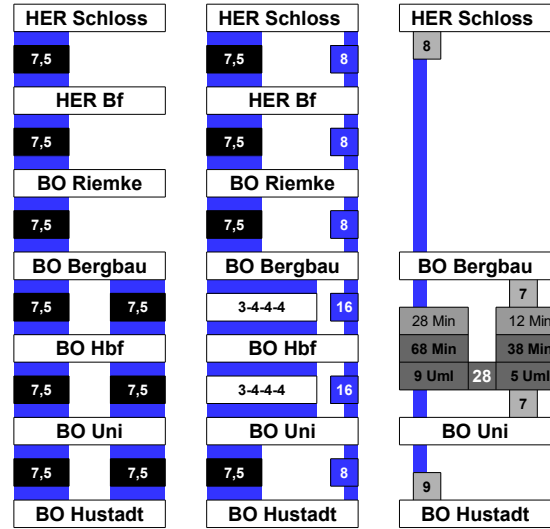 HER Schloss HER Schloss HER Schloss
8
7,5 7,5 8
HER Bf HER Bf
7,5 7,5 8
BO Riemke BO Riemke
7,5 7,5 8
BO Bergbau BO Bergbau BO Bergbau
7
7,5 7,5 3-4-4-4 16
28 Min 12 Min
BO Hbf BO Hbf 68 Min 38 Min
7,5 7,5 3-4-4-4 16 9 Uml 28 5 Uml
7
BO Uni BO Uni BO Uni
7,5 7,5 7,5 8
9
BO Hustadt BO Hustadt BO Hustadt